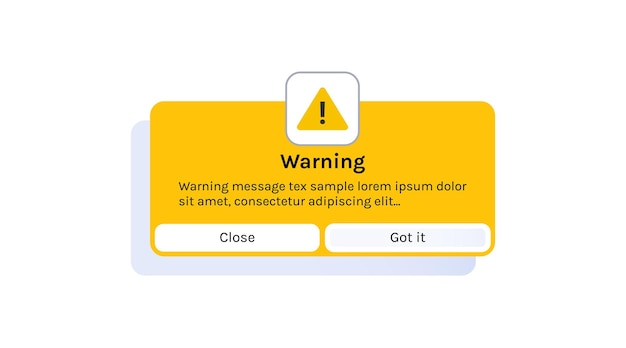 !
Warning
Warning message tex sample lorem ipsum dolor
sit amet, consectetur adipiscing elit...
Close
Got it